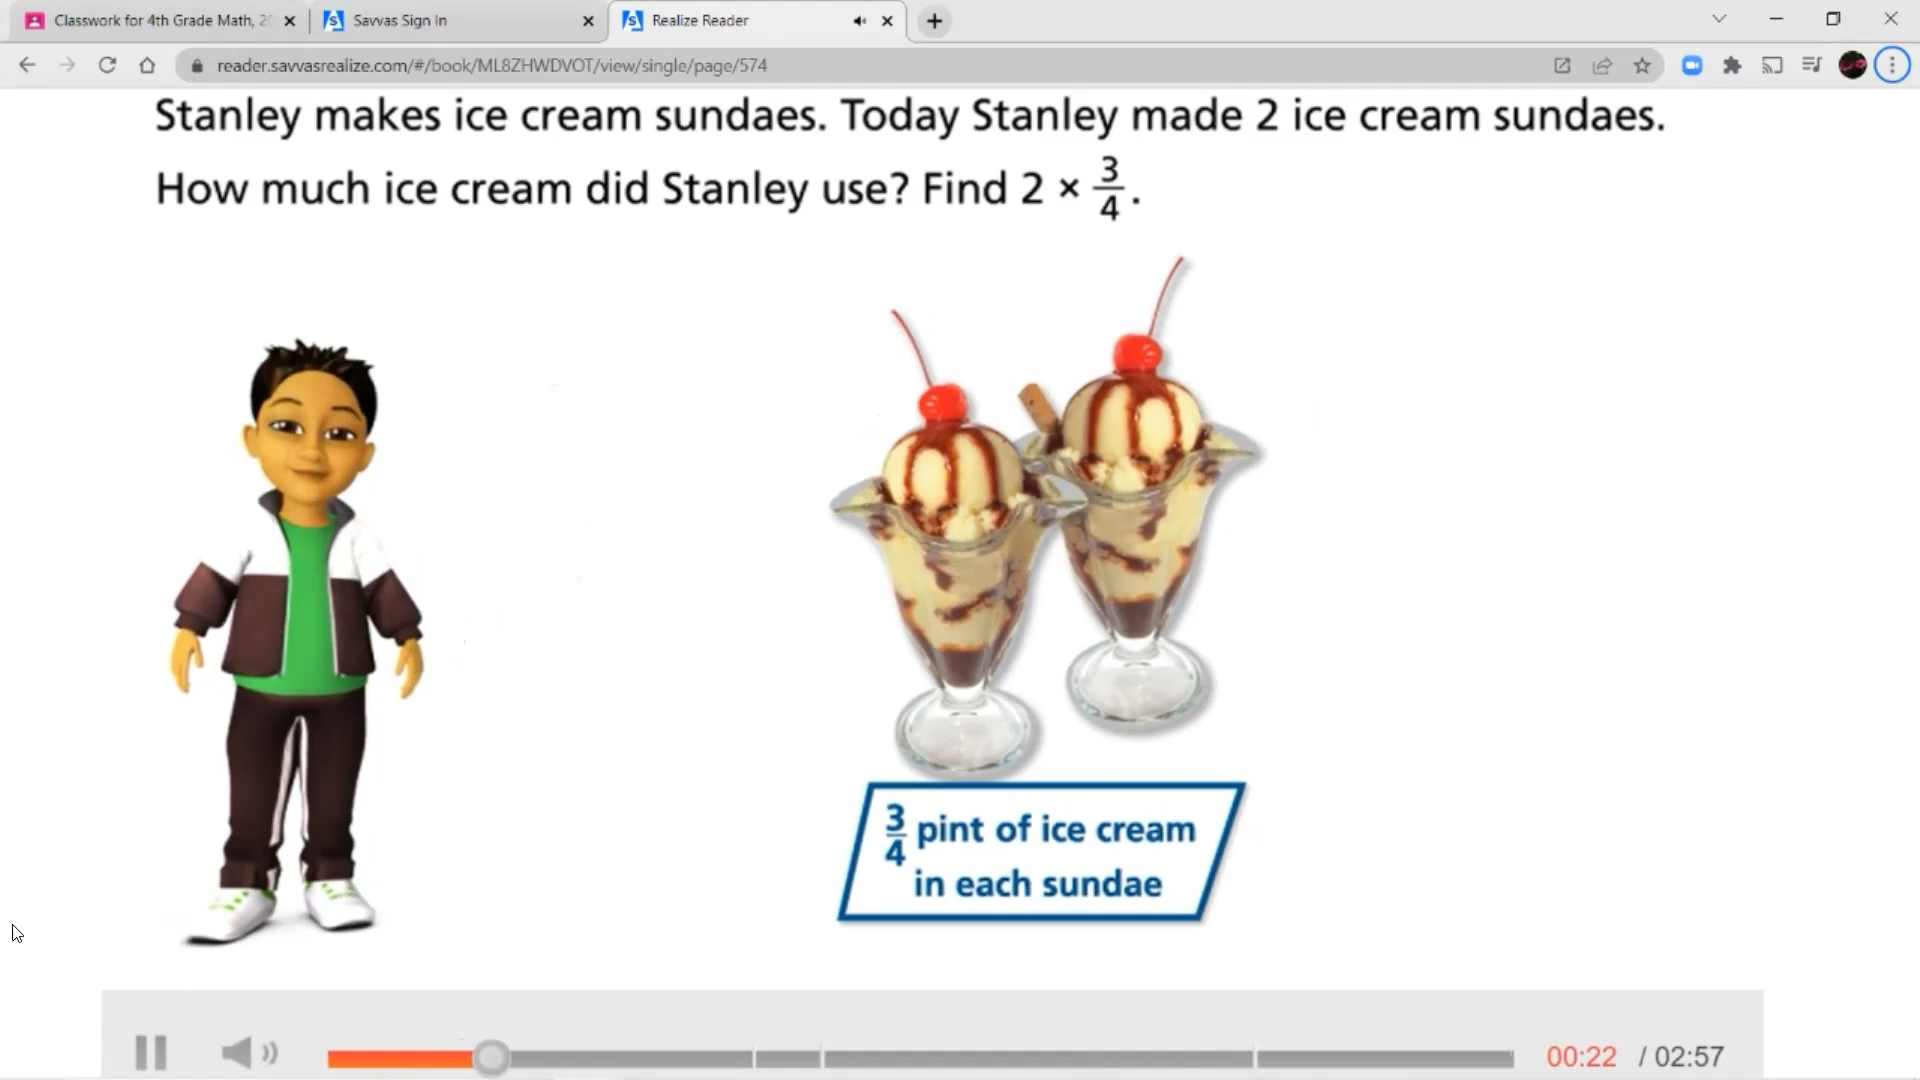 Classwork for 4th Grade Math, 20
Savvas Sign In
Realize Reader
reader.savvasrealize.com/#/book/ML8ZHWDVOT/view/single/page/574
Stanley makes ice cream sundaes. Today Stanley made 2 ice cream sundaes.
How much ice cream did Stanley use? Find 2 × 3/4.
3/4 pint of ice cream
in each sundae
00:22 / 02:57